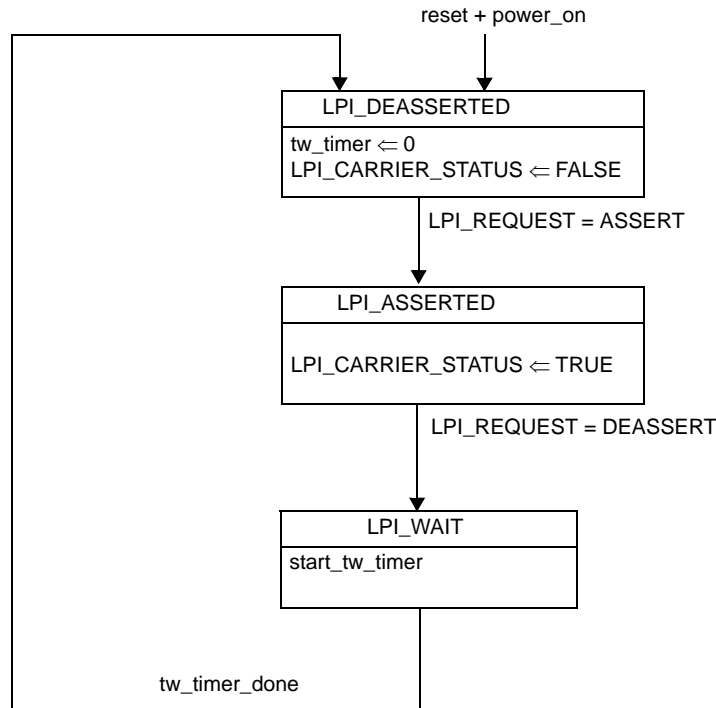 reset + power_on
LPI_DEASSERTED
tw_timer ⇐ 0
LPI_CARRIER_STATUS ⇐ FALSE
LPI_REQUEST = ASSERT
LPI_ASSERTED
LPI_CARRIER_STATUS ⇐ TRUE
LPI_REQUEST = DEASSERT
LPI_WAIT
start_tw_timer
tw_timer_done